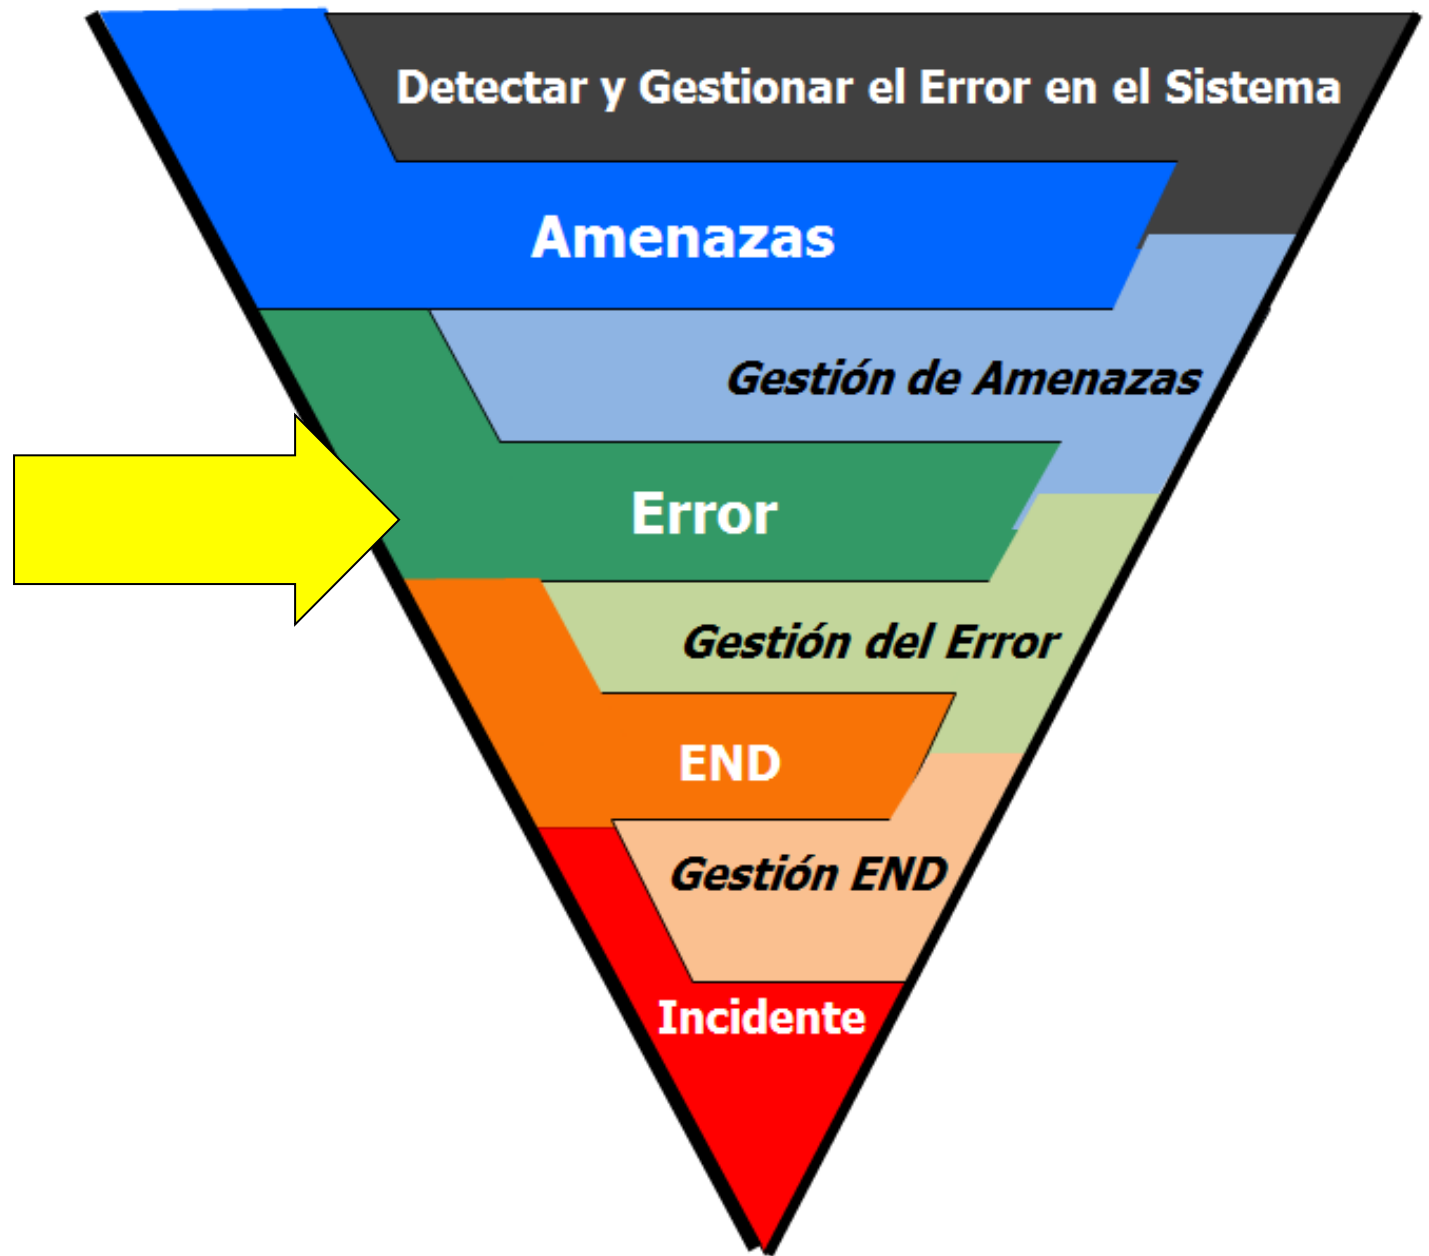 Detectar y Gestionar el Error en el Sistema
Amenazas
Gestión de Amenazas
Error
Gestión del Error
END
Gestión END
Incidente